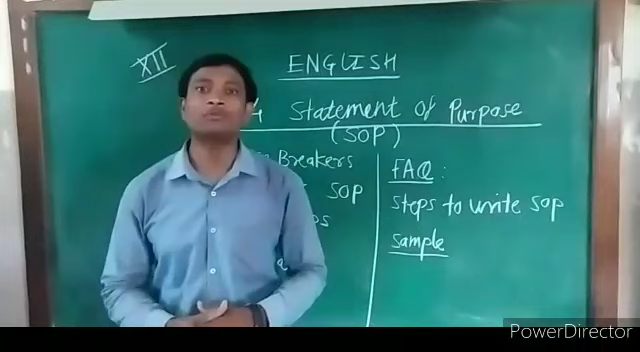 XII
ENGLISH
Statement of Purpose
(SOP)
Breakers
SOP
FAQ :
Steps to write SOP
Sample
PowerDirector